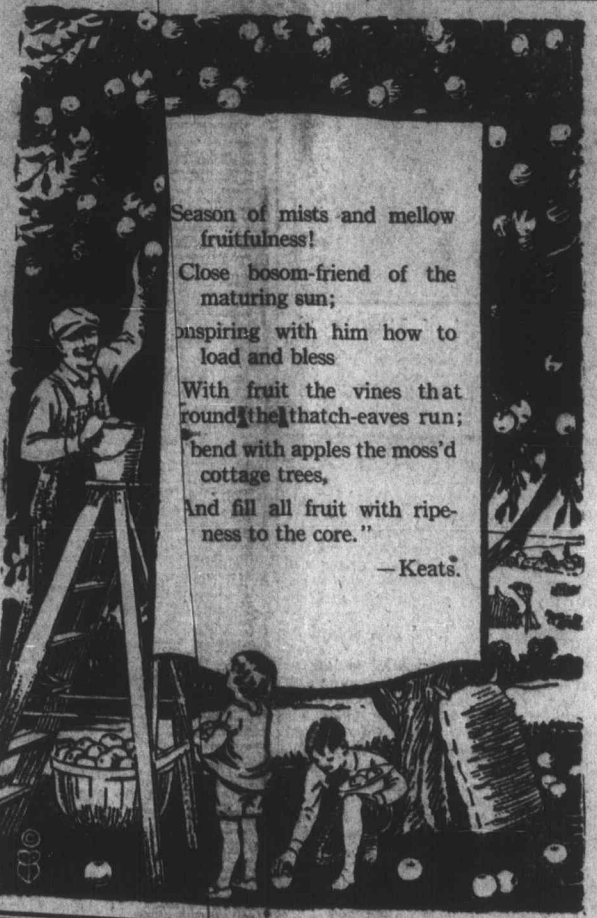 Season of mists and mellow
fruitfulness!
Close bosom-friend of the
maturing sun;
onspiring with him how to
load and bless
With fruit the vines that
round the thatch-eaves run;
bend with apples the moss'd
cottage trees,
And fill all fruit with ripe-
ness to the core."
—Keats.